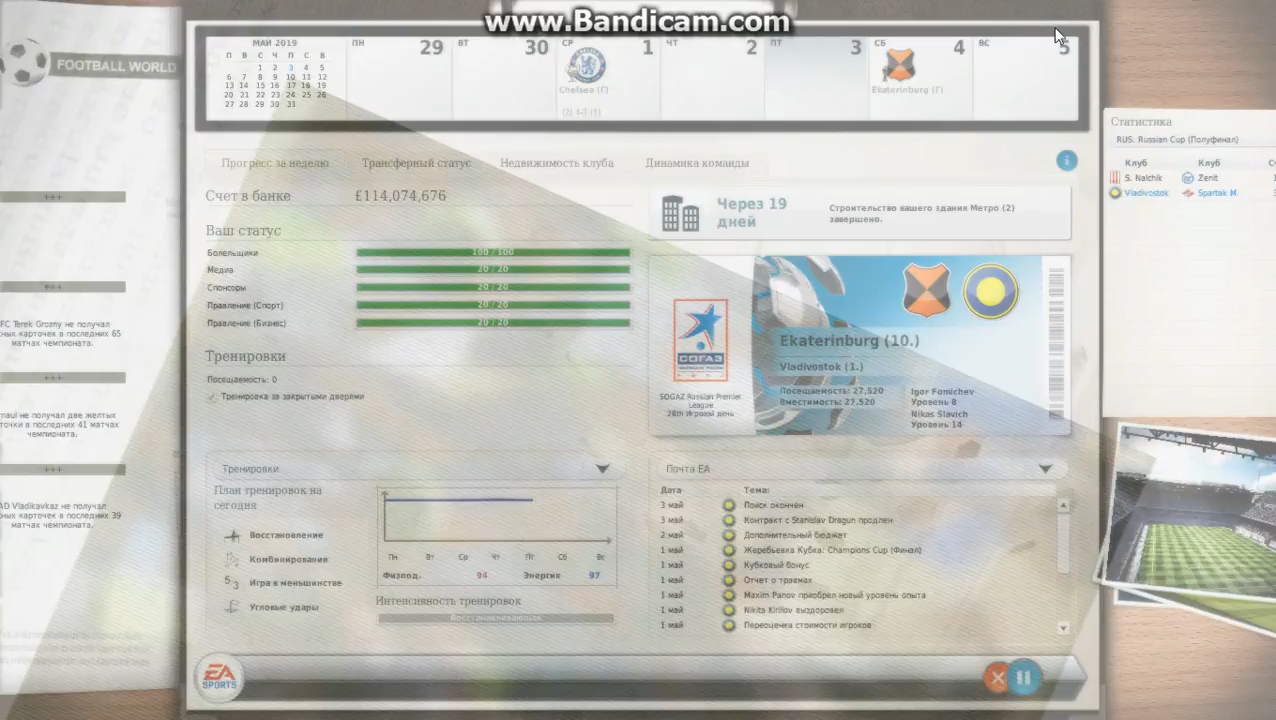 www.Bandicam.com
FOOTBALL WORLD
МАЙ 2019
П В С Ч П С В
1 2 3 4 5
6 7 8 9 10 11 12
13 14 15 16 17 18 19
20 21 22 23 24 25 26
27 28 29 30 31
ПН 29
ВТ 30
СР 1
Chelsea (Г)
ЧТ 2
ПТ 3
СБ 4
Ekaterinburg (Г)
ВС 5
Прогресс за неделю
Трансферный статус
Недвижимость клуба
Динамика команды
i
Счет в банке £114,074,676
Ваш статус
Болельщики 100 / 100
Медиа 20 / 20
Спонсоры 20 / 20
Правление (Спорт) 20 / 20
Правление (Бизнес) 20 / 20
Тренировки
Посещаемость: 0
Тренировка за закрытыми дверями
Через 19
дней
Строительство вашего здания Метро (2)
завершено.
СОГАЗ
SOGAZ Russian Premier
League
28th Игровой день
Ekaterinburg (10.)
Vladivostok (1.)
Посещаемость: 27,520
Вместимость: 27,520
Igor Fomichev
Уровень 8
Nikas Slavich
Уровень 14
Тренировки
План тренировок на
сегодня
Восстановление
Комбинирование
5 3 Игра в меньшинстве
Угловые удары
Пн Вт Ср Чт Пт Сб Вс
Физпод. 94 Энергия 97
Интенсивность тренировок
Восстанавливающая
Почта EA
Дата Тема:
3 май Поиск окончен
3 май Контракт с Stanislav Dragun продлен
2 май Дополнительный бюджет
1 май Жеребьевка Кубка: Champions Cup (Финал)
1 май Кубковый бонус
1 май Отчет о травмах
1 май Maxim Panov приобрел новый уровень опыта
1 май Nikita Kirillov выздоровел
1 май Переоценка стоимости игроков
Статистика
RUS: Russian Cup (Полуфинал)
Клуб Клуб
S. Nalchik Zenit
Vladivostok Spartak M.
+++
+++
FC Terek Grozny не получал
карточек в последних 65
матчах чемпионата.
+++
не получал две желтых
в последних 41 матчах
чемпионата.
+++
Vladikavkaz не получал
карточек в последних 39
матчах чемпионата.
EA
SPORTS